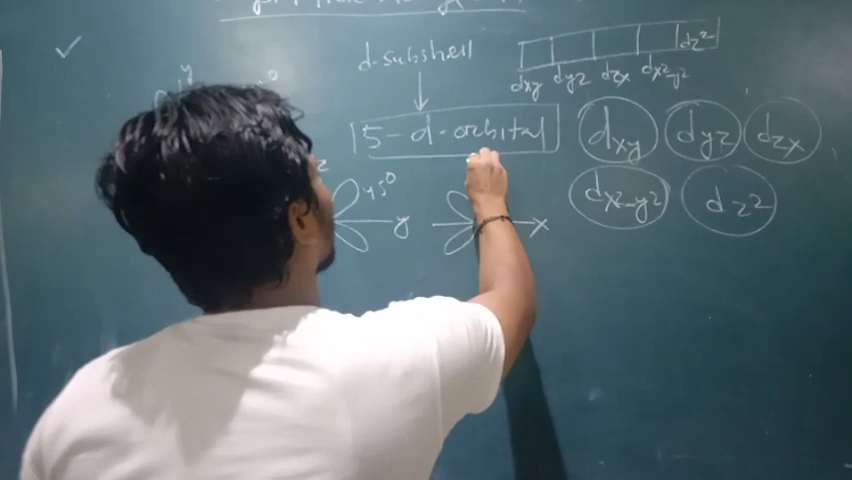 d-subshell
dz²
dxy dyz dzx dx²-y²
5-d-orbital
dxy dyz dzx
dx²-y² dz²
y
z
45°
y
x